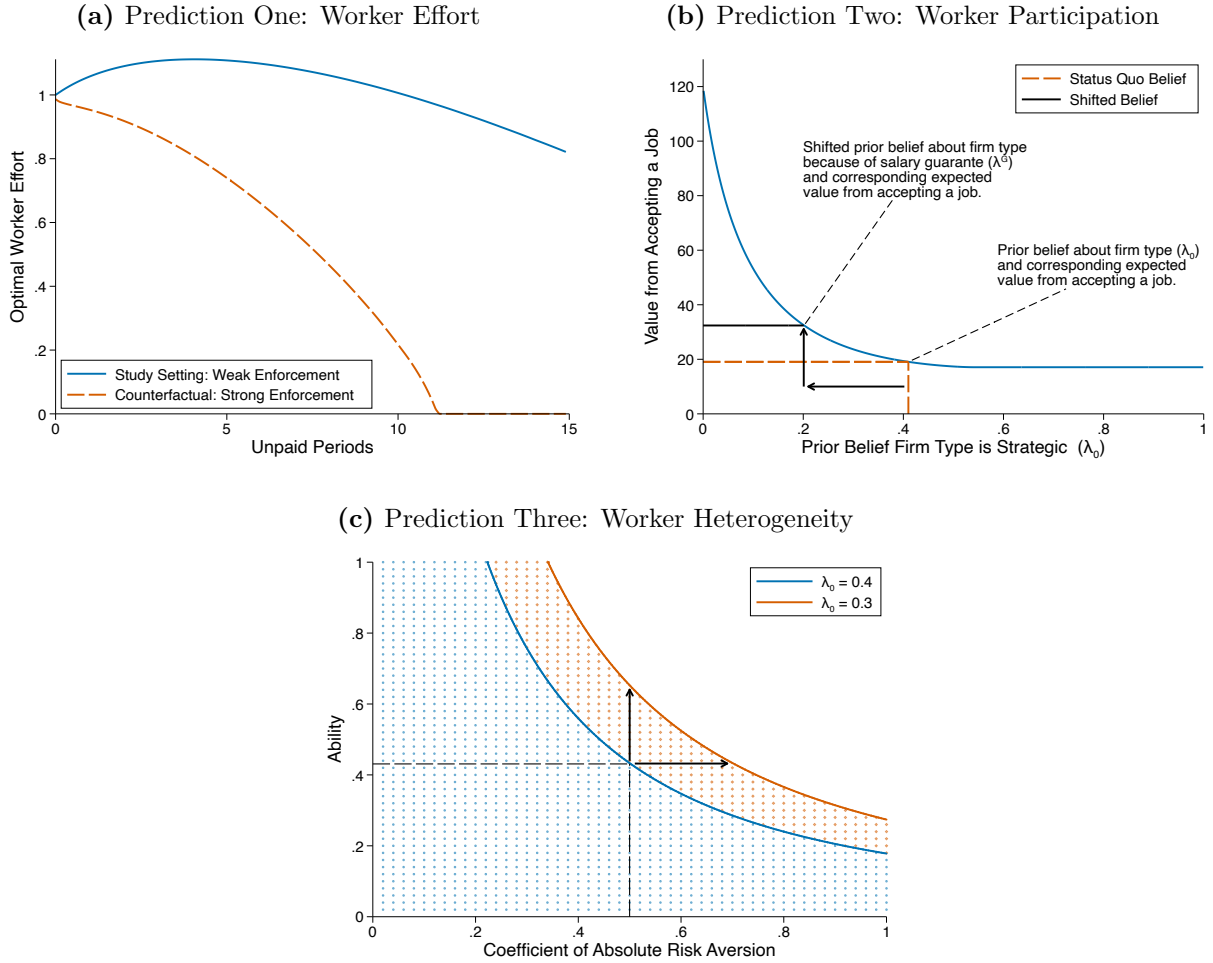 (a) Prediction One: Worker Effort
Optimal Worker Effort
1
.8
.6
.4
.2
0
Study Setting: Weak Enforcement
Counterfactual: Strong Enforcement
0
5
10
15
Unpaid Periods
(b) Prediction Two: Worker Participation
Value from Accepting a Job
120
100
80
60
40
20
0
Status Quo Belief
Shifted Belief
Shifted prior belief about firm type
because of salary guarante (λᴳ)
and corresponding expected
value from accepting a job.
Prior belief about firm type (λ₀)
and corresponding expected
value from accepting a job.
0
.2
.4
.6
.8
1
Prior Belief Firm Type is Strategic (λ₀)
(c) Prediction Three: Worker Heterogeneity
Ability
1
.8
.6
.4
.2
0
λ₀ = 0.4
λ₀ = 0.3
0
.2
.4
.6
.8
1
Coefficient of Absolute Risk Aversion